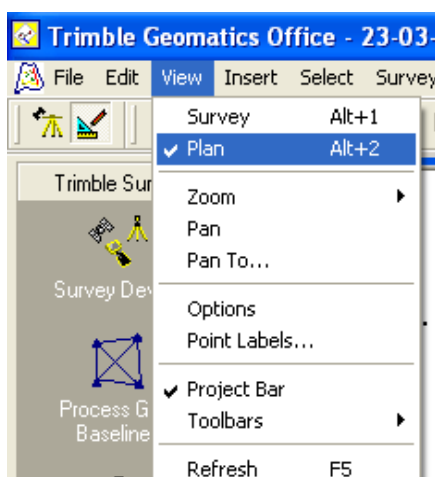 Trimble Geomatics Office - 23-03-
File Edit View Insert Select Survey
Survey Alt+1
Plan Alt+2
Trimble Sur
Zoom
Pan
Pan To...
Survey Dev
Options
Point Labels...
Project Bar
Process G
Toolbars
Baseline
Refresh F5